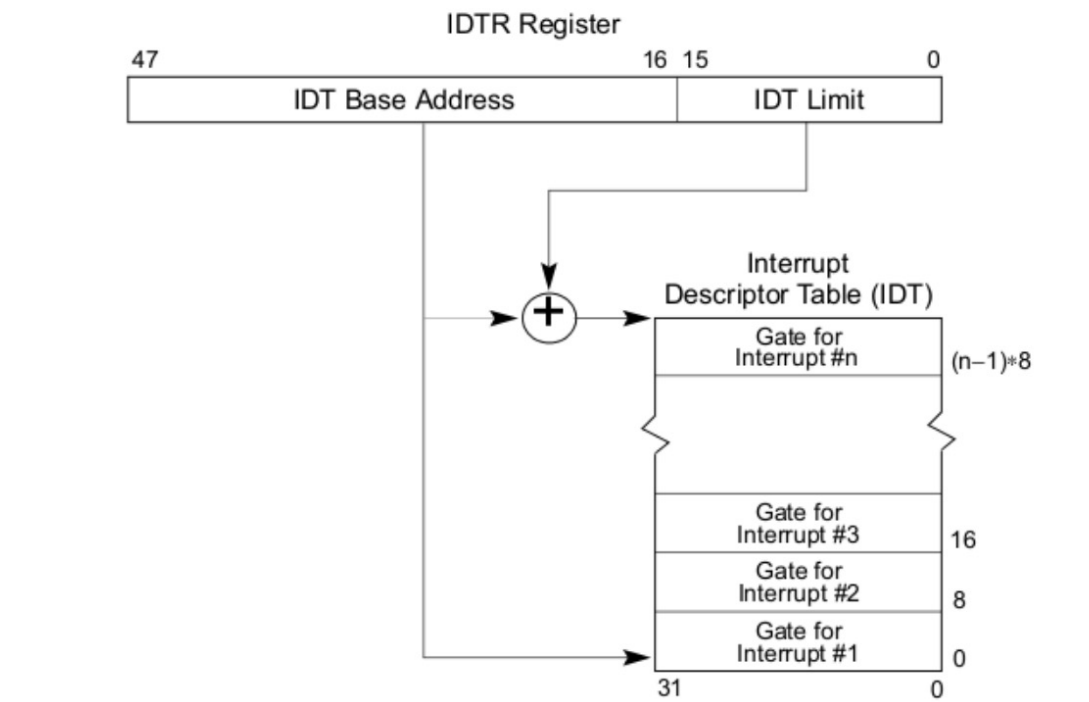 IDTR Register
47 16 15 0
IDT Base Address IDT Limit
+
Interrupt
Descriptor Table (IDT)
Gate for
Interrupt #n
(n−1)*8
Gate for
Interrupt #3
16
Gate for
Interrupt #2
8
Gate for
Interrupt #1
0
31 0